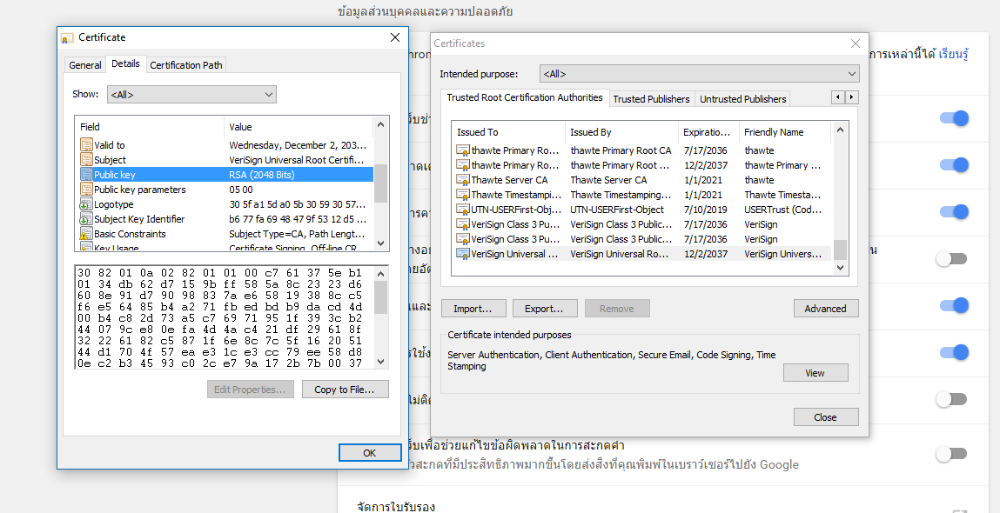 ข้อมูลส่วนบุคคลและความปลอดภัย
Certificate
General Details Certification Path
Show: <All>
Field Value
Valid to Wednesday, December 2, 203...
Subject VeriSign Universal Root Certifi...
Public key RSA (2048 Bits)
Public key parameters 05 00
Logotype 30 5f a1 5d a0 5b 30 59 30 57...
Subject Key Identifier b6 77 fa 69 48 47 9f 53 12 d5 ...
Basic Constraints Subject Type=CA, Path Lengt...
Key Usage Certificate Signing, Off-line CR...
30 82 01 0a 02 82 01 01 00 c7 61 37 5e b1
01 34 db 62 d7 15 9b ff 58 5a 8c 23 23 d6
60 8e 91 d7 90 98 83 7a e6 58 19 38 8c c5
f6 e5 64 85 b4 a2 71 fb ed bd b9 da cd 4d
00 b4 c8 2d 73 a5 c7 69 71 95 1f 39 3c b2
44 07 9c e8 0e fa 4d 4a c4 21 df 29 61 8f
32 22 61 82 c5 87 1f 6e 8c 7c 5f 16 20 51
44 d1 70 4f 57 ea e3 1c e3 cc 79 ee 58 d8
0e c2 b3 45 93 c0 2c e7 9a 17 2b 7b 00 37
Edit Properties... Copy to File...
OK
Certificates
Intended purpose: <All>
Trusted Root Certification Authorities Trusted Publishers Untrusted Publishers
Issued To Issued By Expiratio... Friendly Name
thawte Primary Ro... thawte Primary Root CA 7/17/2036 thawte
thawte Primary Ro... thawte Primary Root ... 12/2/2037 thawte Primary ...
Thawte Server CA Thawte Server CA 1/1/2021 thawte
Thawte Timestampi... Thawte Timestamping... 1/1/2021 Thawte Timesta...
UTN-USERFirst-Obj... UTN-USERFirst-Object 7/10/2019 USERTrust (Cod...
VeriSign Class 3 Pu... VeriSign Class 3 Public... 7/17/2036 VeriSign
VeriSign Class 3 Pu... VeriSign Class 3 Public... 7/17/2036 VeriSign
VeriSign Universal ... VeriSign Universal Ro... 12/2/2037 VeriSign Univers...
Import... Export... Remove Advanced
Certificate intended purposes
Server Authentication, Client Authentication, Secure Email, Code Signing, Time
Stamping
View
Close
การเหล่านี้ได้ เรียนรู้
ว็บเพื่อช่วยแก้ไขข้อผิดพลาดในการสะกดคำ
วสะกดที่มีประสิทธิภาพมากขึ้นโดยส่งสิ่งที่คุณพิมพ์ในเบราว์เซอร์ไปยัง Google
จัดการใบรับรอง